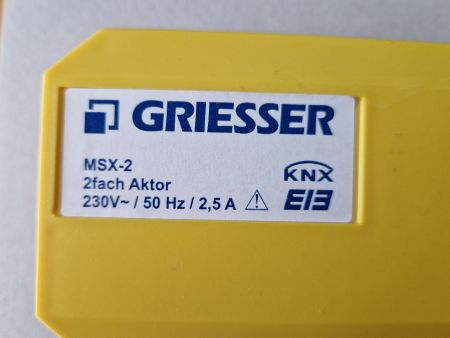 GRIESSER
MSX-2
2fach Aktor
230V~ / 50 Hz / 2,5 A
KNX
EIB